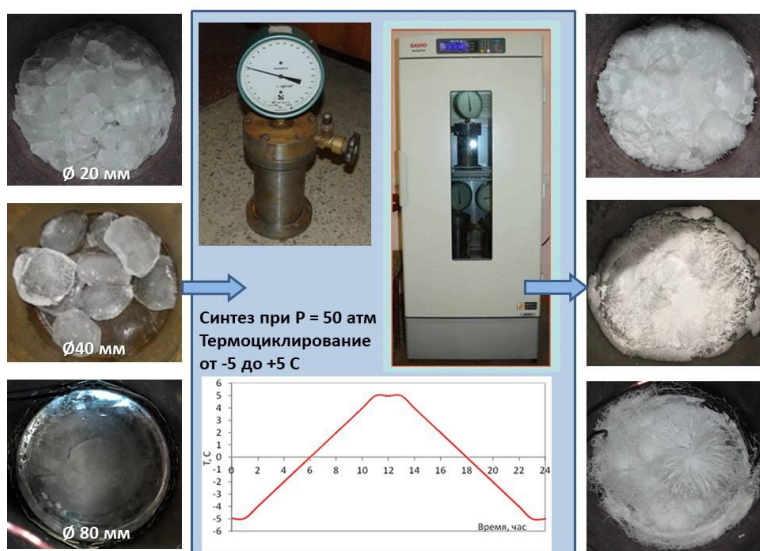 Ø 20 мм
Ø40 мм
Ø 80 мм
SANYO
Синтез при P = 50 атм
Термоциклирование
от -5 до +5 С
T, C
6
5
4
3
2
1
0
-1
-2
-3
-4
-5
-6
0 2 4 6 8 10 12 14 16 18 20 22 24
Время, час